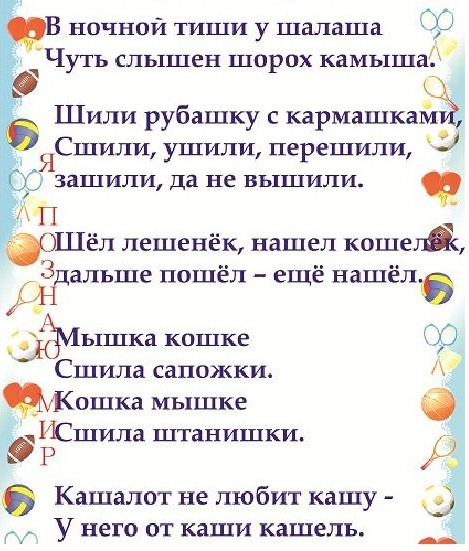 В ночной тиши у шалаша
Чуть слышен шорох камыша.
Шили рубашку с кармашками,
Сшили, ушили, перешили,
зашили, да не вышили.
Шёл лешенёк, нашел кошелёк,
дальше пошёл – ещё нашёл.
Мышка кошке
Сшила сапожки.
Кошка мышке
Сшила штанишки.
Кашалот не любит кашу -
У него от каши кашель.
Я ПОЗНАЮ МИР